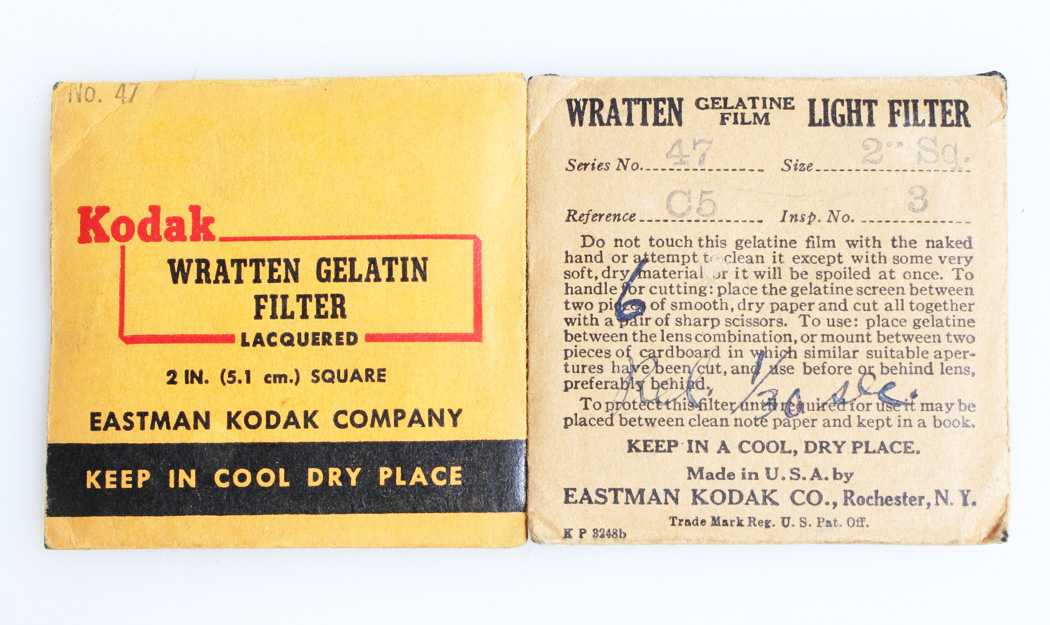 No. 47
Kodak
WRATTEN GELATIN
FILTER
LACQUERED
2 IN. (5.1 cm.) SQUARE
EASTMAN KODAK COMPANY
KEEP IN COOL DRY PLACE
WRATTEN GELATINE FILM LIGHT FILTER
Series No. 47 Size 2" Sq.
Reference C5 Insp. No. 3
Do not touch this gelatine film with the naked
hand or attempt to clean it except with some very
soft, dry material or it will be spoiled at once. To
handle for cutting: place the gelatine screen between
two pieces of smooth, dry paper and cut all together
with a pair of sharp scissors. To use: place gelatine
between the lens combination, or mount between two
pieces of cardboard in which similar suitable aper-
tures have been cut, and use before or behind lens,
preferably behind.
To protect this filter until required for use it may be
placed between clean note paper and kept in a book.
6
1/30 sec.
KEEP IN A COOL, DRY PLACE.
Made in U.S.A. by
EASTMAN KODAK CO., Rochester, N. Y.
Trade Mark Reg. U. S. Pat. Off.
K P 3248b